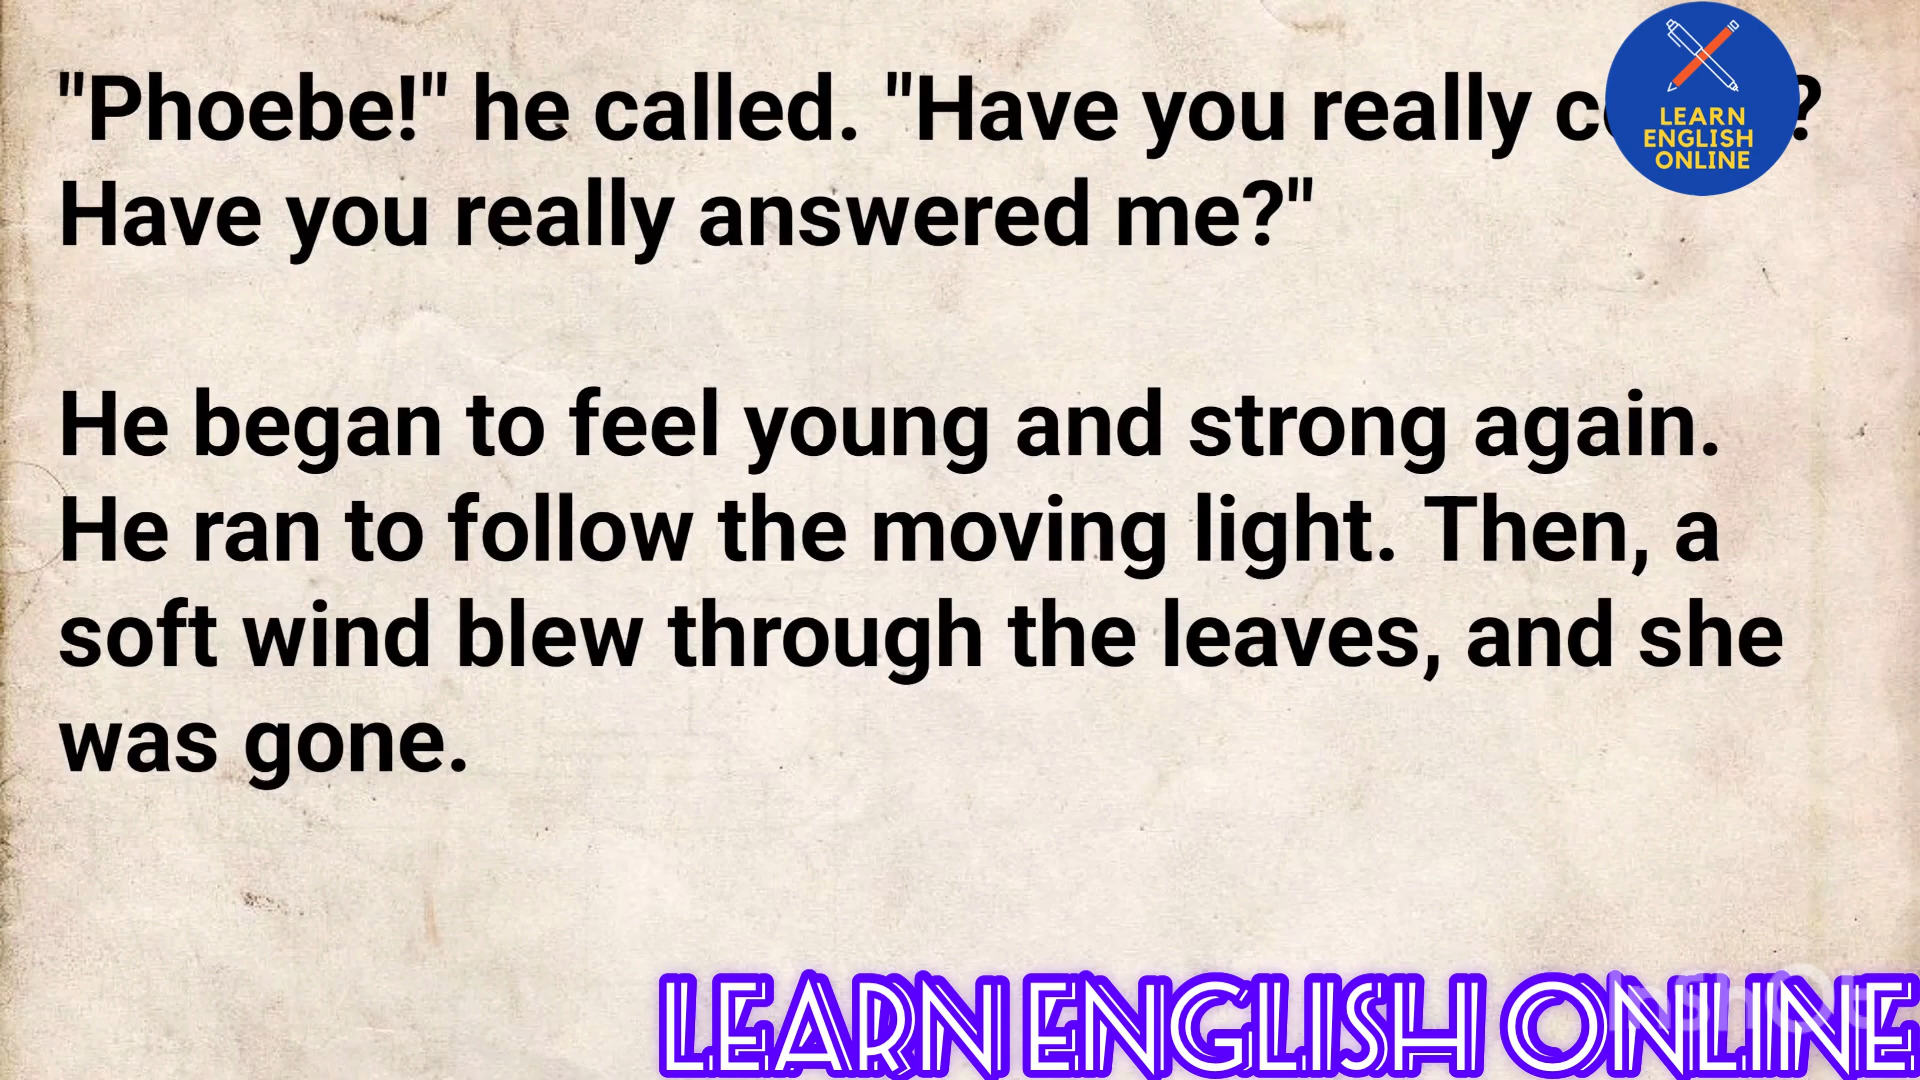 "Phoebe!" he called. "Have you really ?
Have you really answered me?"
He began to feel young and strong again.
He ran to follow the moving light. Then, a
soft wind blew through the leaves, and she
was gone.
LEARN
ENGLISH
ONLINE
LEARN ENGLISH ONLINE